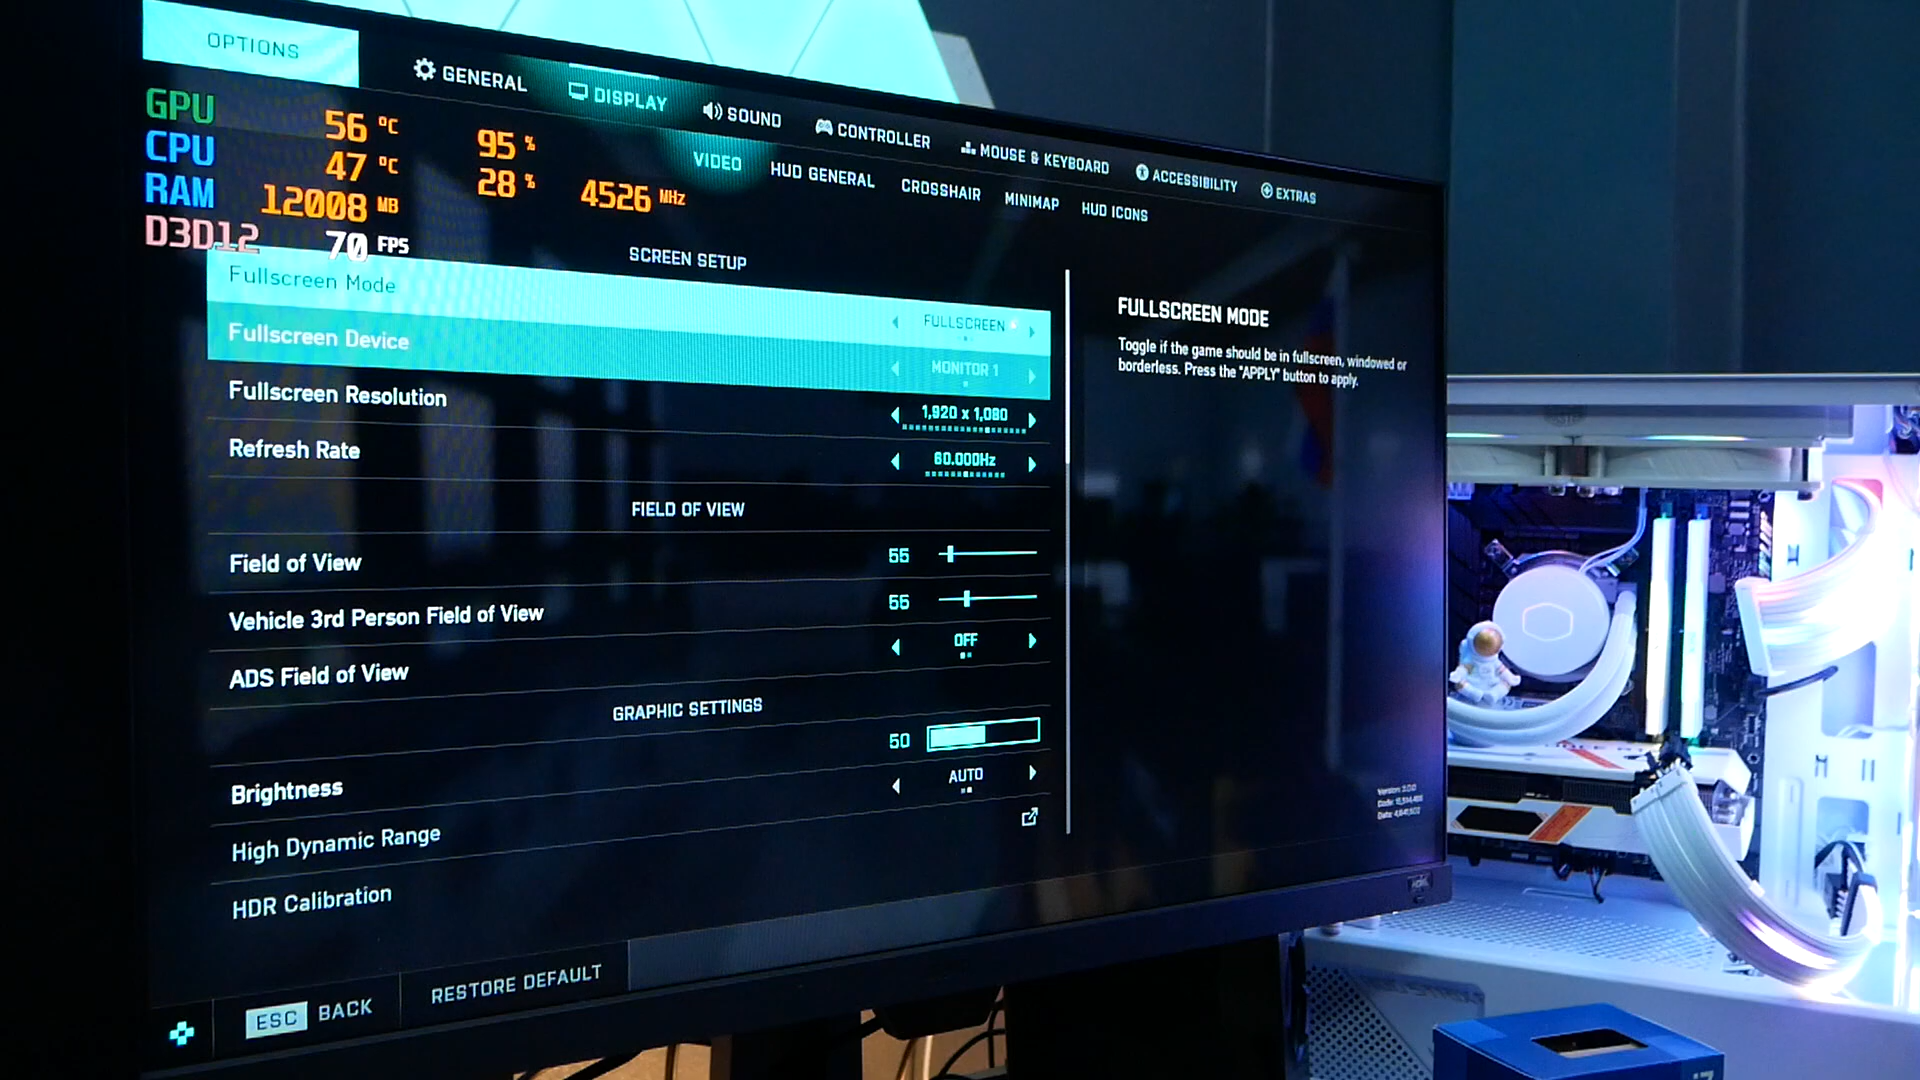 OPTIONS
GENERAL
DISPLAY
SOUND
CONTROLLER
MOUSE & KEYBOARD
ACCESSIBILITY
EXTRAS
VIDEO
HUD GENERAL
CROSSHAIR
MINIMAP
HUD ICONS
GPU 56 °C 95 %
CPU 47 °C 28 % 4526 MHz
RAM 12008 MB
D3D12 70 FPS
SCREEN SETUP
Fullscreen Mode FULLSCREEN
Fullscreen Device MONITOR 1
Fullscreen Resolution 1,920 x 1,080
Refresh Rate 60.000Hz
FIELD OF VIEW
Field of View 55
Vehicle 3rd Person Field of View 55
ADS Field of View OFF
GRAPHIC SETTINGS
Brightness 50
High Dynamic Range AUTO
HDR Calibration
FULLSCREEN MODE
Toggle if the game should be in fullscreen, windowed or
borderless. Press the "APPLY" button to apply.
ESC BACK
RESTORE DEFAULT
i7